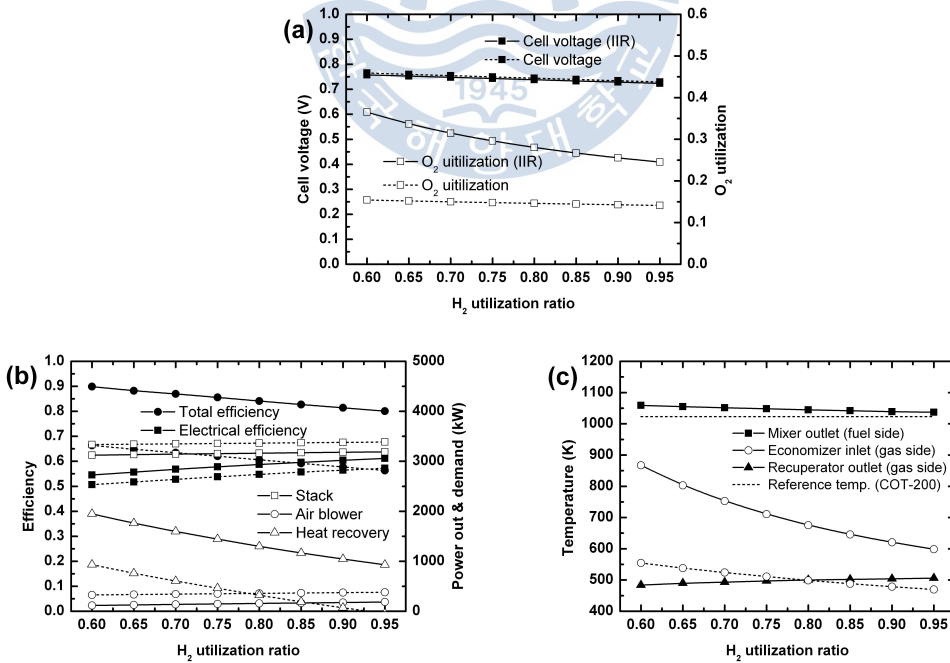 (a)
1.0
0.9
0.8
0.7
0.6
0.5
0.4
0.3
0.2
0.1
0.0
Cell voltage (V)
0.6
0.5
0.4
0.3
0.2
0.1
0.0
O2 utilization
Cell voltage (IIR)
Cell voltage
1945
O2 uitilization (IIR)
O2 uitilization
0.60 0.65 0.70 0.75 0.80 0.85 0.90 0.95
H2 utilization ratio
(b)
1.0
0.9
0.8
0.7
0.6
0.5
0.4
0.3
0.2
0.1
0.0
Efficiency
5000
4000
3000
2000
1000
0
Power out & demand (kW)
Total efficiency
Electrical efficiency
Stack
Air blower
Heat recovery
0.60 0.65 0.70 0.75 0.80 0.85 0.90 0.95
H2 utilization ratio
(c)
1200
1100
1000
900
800
700
600
500
400
Temperature (K)
Mixer outlet (fuel side)
Economizer inlet (gas side)
Recuperator outlet (gas side)
Reference temp. (COT-200)
0.60 0.65 0.70 0.75 0.80 0.85 0.90 0.95
H2 utilization ratio